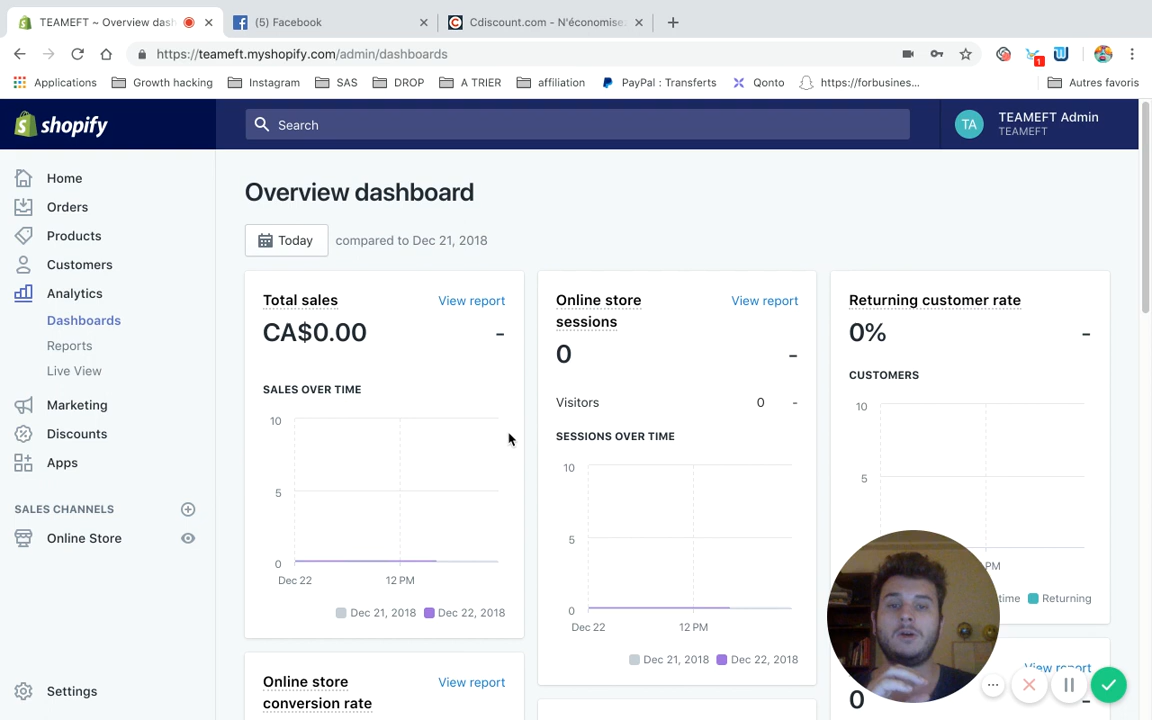 TEAMEFT ~ Overview dash
(5) Facebook
Cdiscount.com - N'économise
https://teameft.myshopify.com/admin/dashboards
1
Applications
Growth hacking
Instagram
SAS
DROP
A TRIER
affiliation
PayPal : Transferts
Qonto
https://forbusines...
Autres favoris
shopify
Search
TA
TEAMEFT Admin
TEAMEFT
Home
Orders
Products
Customers
Analytics
Dashboards
Reports
Live View
Marketing
Discounts
Apps
SALES CHANNELS
Online Store
Settings
Overview dashboard
Today
compared to Dec 21, 2018
Total sales
View report
CA$0.00
-
SALES OVER TIME
10
5
0
Dec 22
12 PM
Dec 21, 2018
Dec 22, 2018
Online store
sessions
View report
0
-
Visitors
0
-
SESSIONS OVER TIME
10
5
0
Dec 22
12 PM
Dec 21, 2018
Dec 22, 2018
Returning customer rate
0%
-
CUSTOMERS
10
5
PM
time
Returning
Online store
conversion rate
View report
View report
0
-